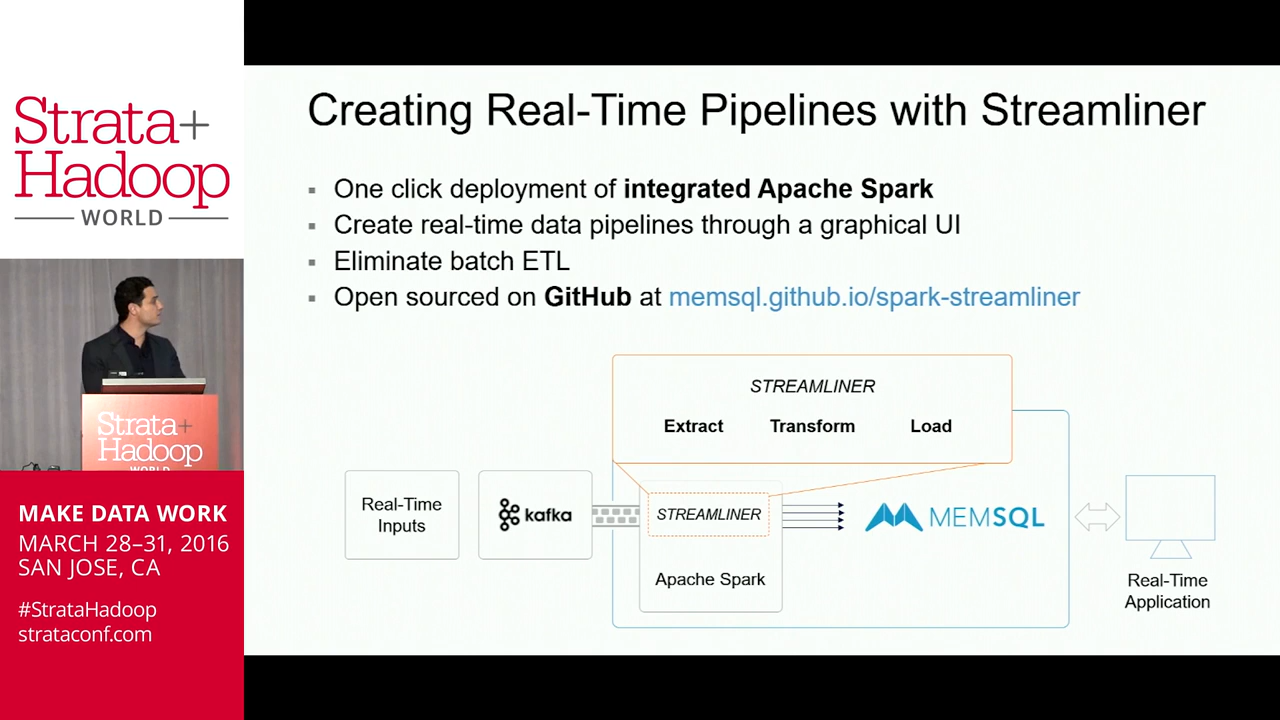 Strata+
Hadoop
WORLD
Strata+
Hadoop
WORLD
MAKE DATA WORK
MARCH 28–31, 2016
SAN JOSE, CA
#StrataHadoop
strataconf.com
Creating Real-Time Pipelines with Streamliner
▪ One click deployment of integrated Apache Spark
▪ Create real-time data pipelines through a graphical UI
▪ Eliminate batch ETL
▪ Open sourced on GitHub at memsql.github.io/spark-streamliner
STREAMLINER
Extract Transform Load
Real-Time
Inputs
kafka
STREAMLINER
Apache Spark
MEMSQL
Real-Time
Application